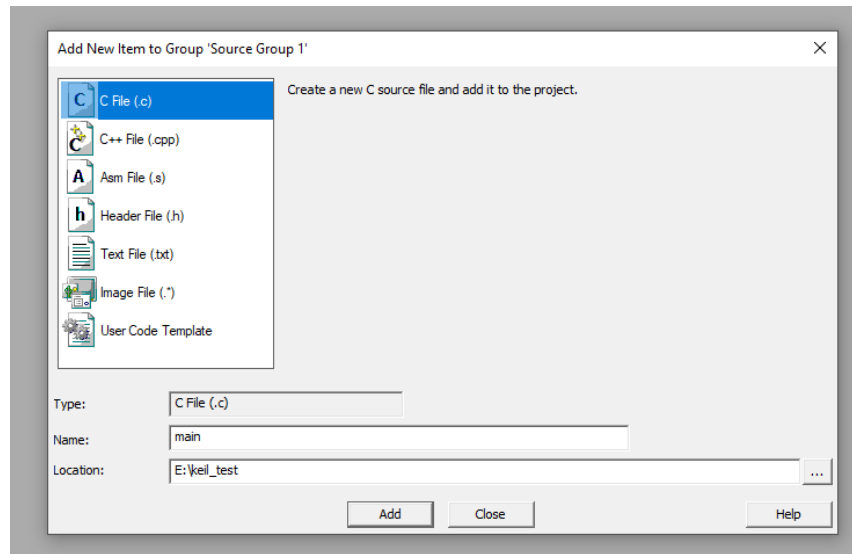 Add New Item to Group 'Source Group 1'
C File (.c)
Create a new C source file and add it to the project.
C++ File (.cpp)
Asm File (.s)
Header File (.h)
Text File (.txt)
Image File (.*)
User Code Template
Type: C File (.c)
Name: main
Location: E:\keil_test ...
Add Close Help